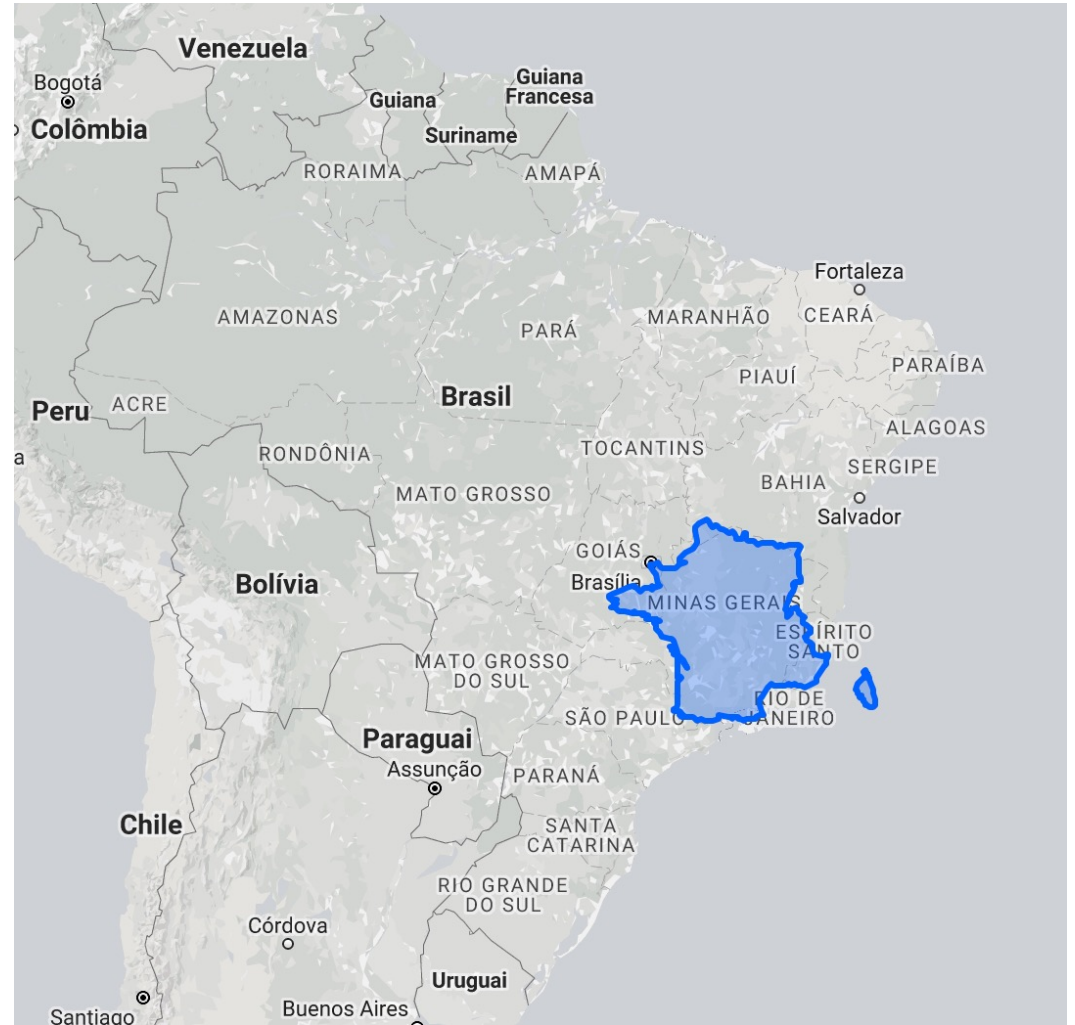 Venezuela
Bogotá
Guiana
Francesa
Guiana
Colômbia
Suriname
RORAIMA
AMAPÁ
Fortaleza
AMAZONAS
PARÁ
MARANHÃO
CEARÁ
PARAÍBA
PIAUÍ
Brasil
Peru
ACRE
ALAGOAS
RONDÔNIA
TOCANTINS
SERGIPE
a
BAHIA
MATO GROSSO
Salvador
GOIÁS
Brasília
Bolívia
MINAS GERAIS
ESPÍRITO
SANTO
MATO GROSSO
DO SUL
RIO DE
JANEIRO
SÃO PAULO
Paraguai
Assunção
PARANÁ
Chile
SANTA
CATARINA
RIO GRANDE
DO SUL
Córdova
Uruguai
Buenos Aires
Santiago